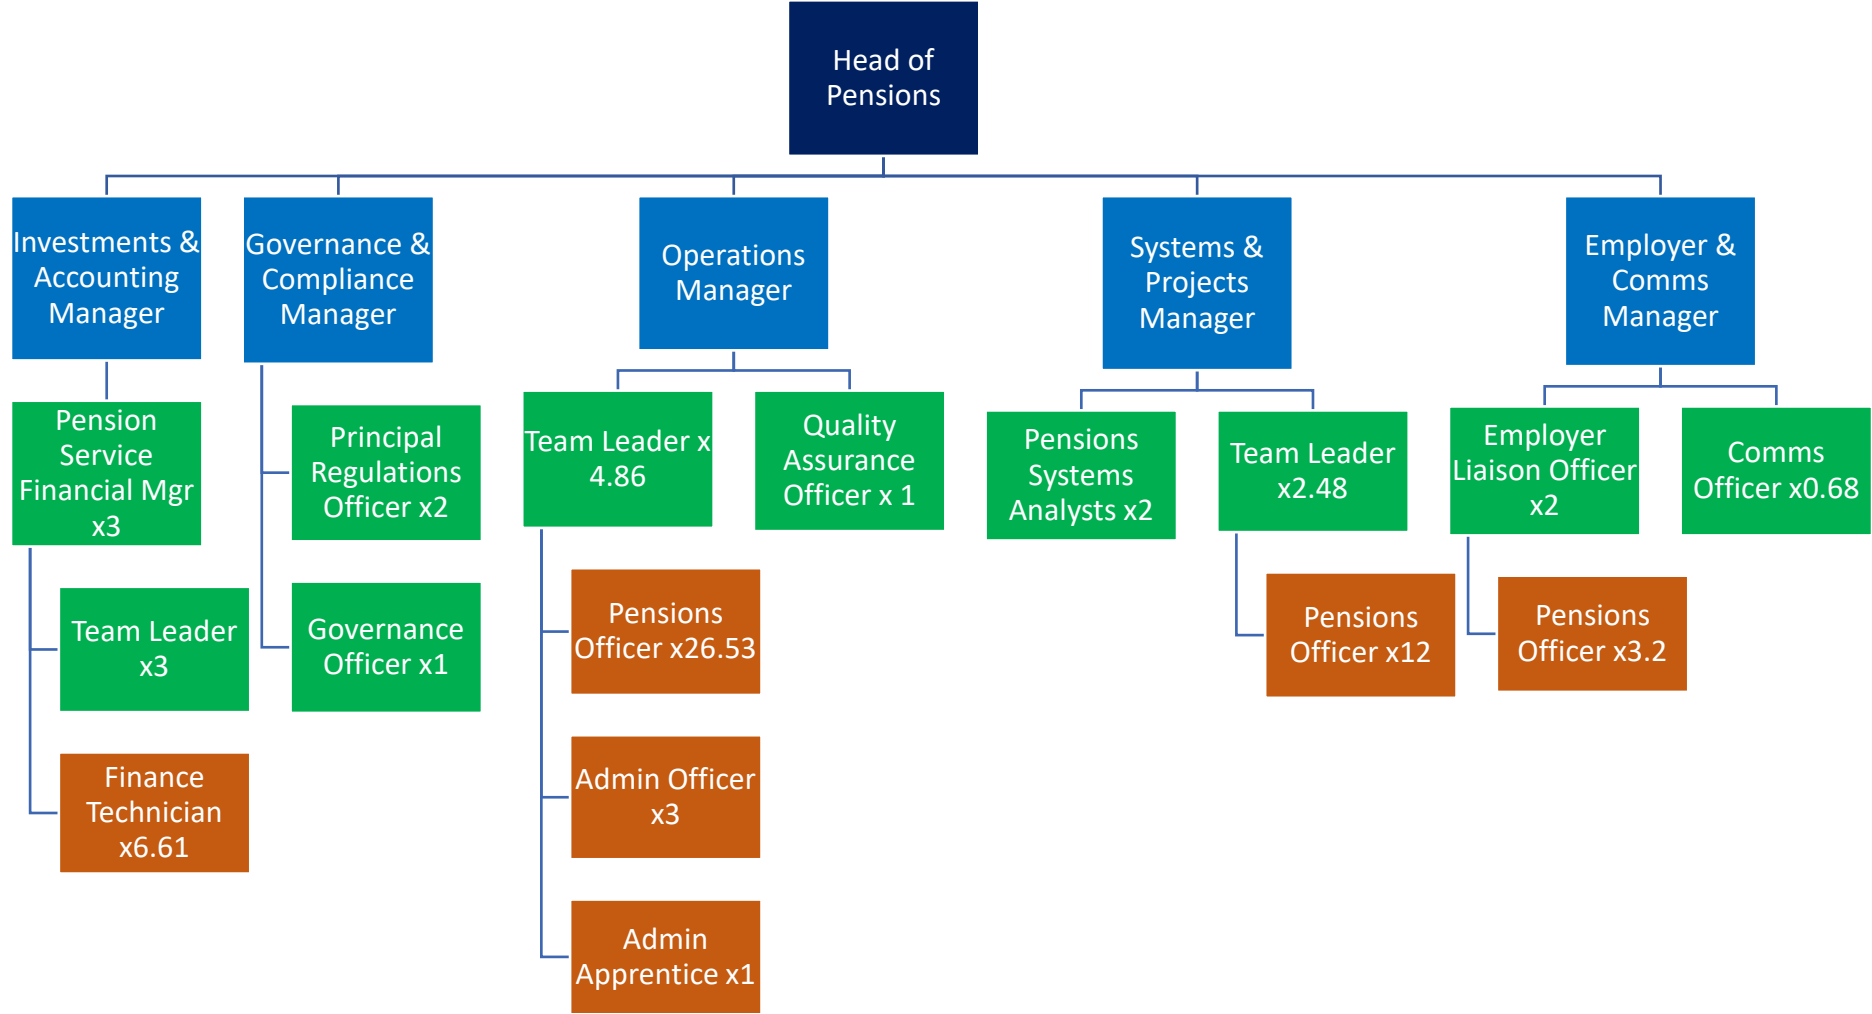 Head of
Pensions
Investments &
Accounting
Manager
Governance &
Compliance
Manager
Operations
Manager
Systems &
Projects
Manager
Employer &
Comms
Manager
Pension
Service
Financial Mgr
x3
Team Leader
x3
Finance
Technician
x6.61
Principal
Regulations
Officer x2
Governance
Officer x1
Team Leader x
4.86
Quality
Assurance
Officer x 1
Pensions
Officer x26.53
Admin Officer
x3
Admin
Apprentice x1
Pensions
Systems
Analysts x2
Team Leader
x2.48
Pensions
Officer x12
Employer
Liaison Officer
x2
Comms
Officer x0.68
Pensions
Officer x3.2